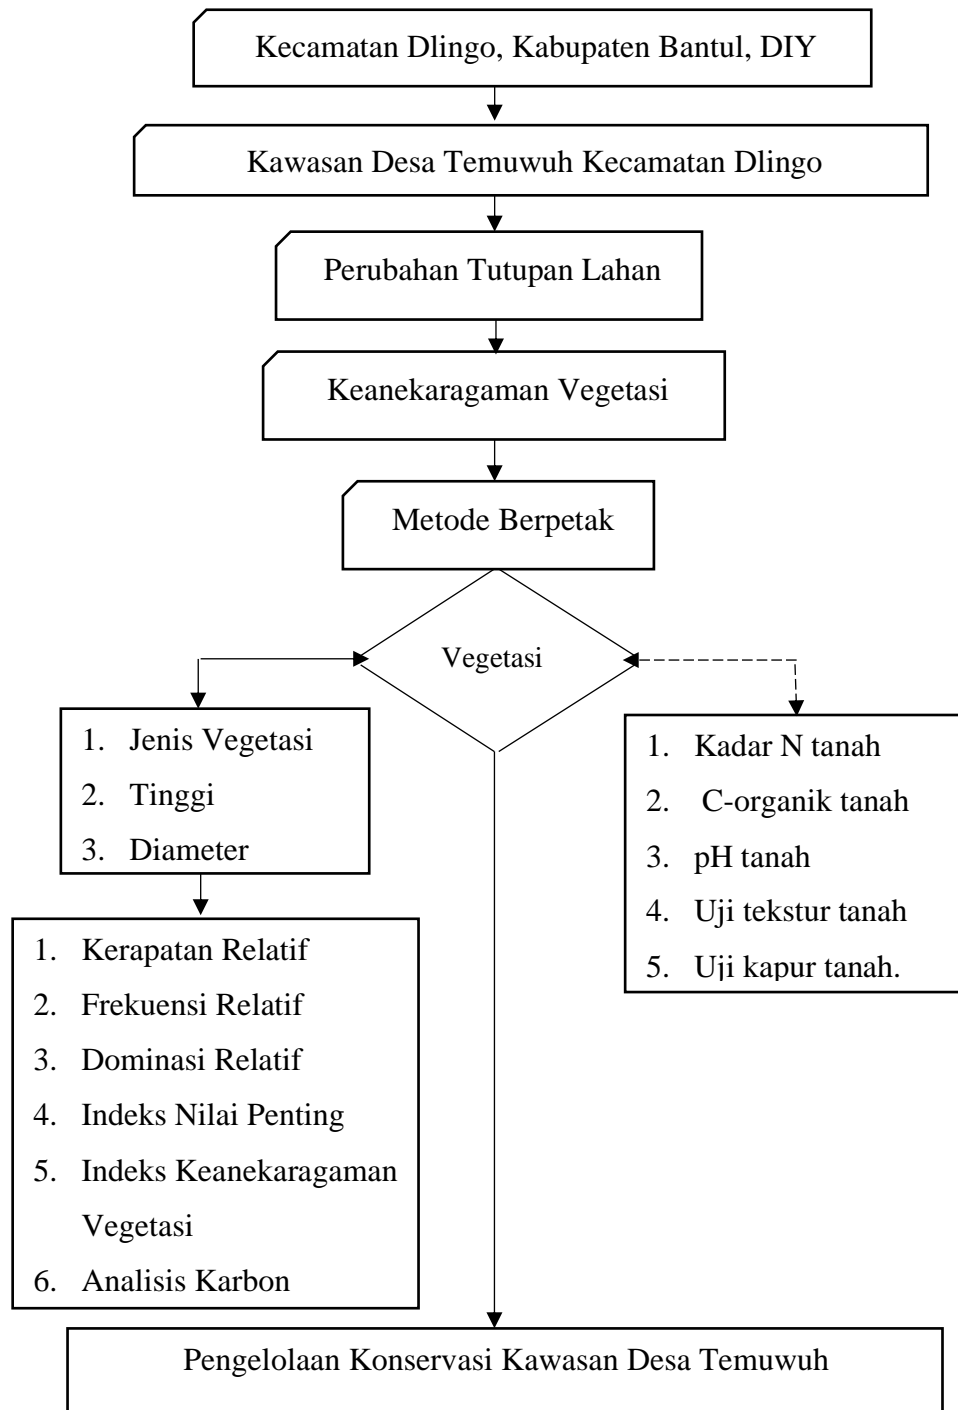 Kecamatan Dlingo, Kabupaten Bantul, DIY
Kawasan Desa Temuwuh Kecamatan Dlingo
Perubahan Tutupan Lahan
Keanekaragaman Vegetasi
Metode Berpetak
Vegetasi
1. Jenis Vegetasi
2. Tinggi
3. Diameter
1. Kadar N tanah
2. C-organik tanah
3. pH tanah
4. Uji tekstur tanah
5. Uji kapur tanah.
1. Kerapatan Relatif
2. Frekuensi Relatif
3. Dominasi Relatif
4. Indeks Nilai Penting
5. Indeks Keanekaragaman
Vegetasi
6. Analisis Karbon
Pengelolaan Konservasi Kawasan Desa Temuwuh